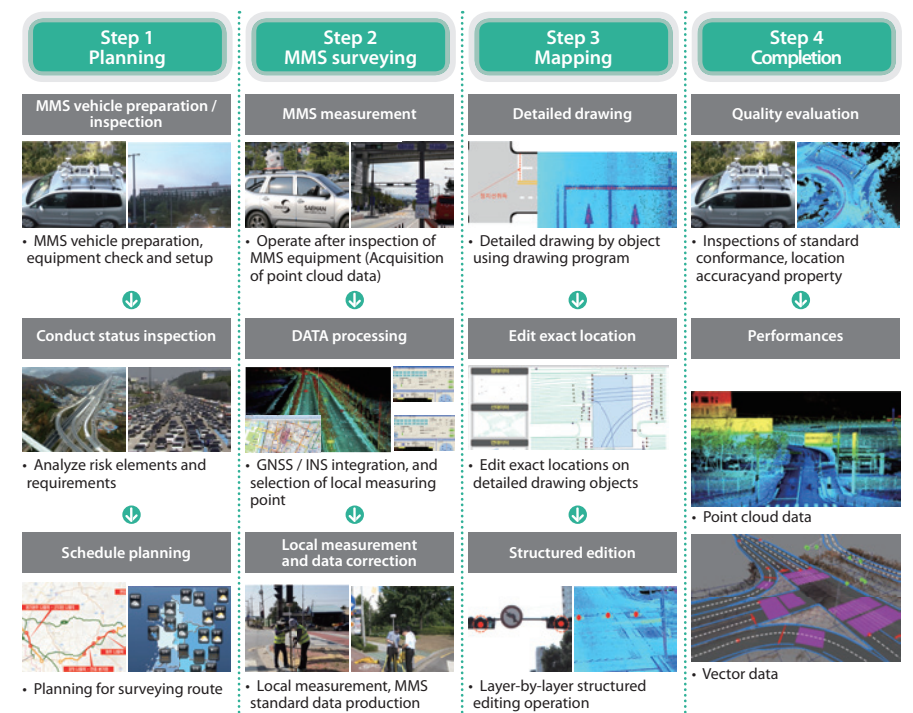 Step 1
Planning
MMS vehicle preparation /
inspection
• MMS vehicle preparation,
equipment check and setup
Conduct status inspection
• Analyze risk elements and
requirements
Schedule planning
• Planning for surveying route
Step 2
MMS surveying
MMS measurement
• Operate after inspection of
MMS equipment (Acquisition
of point cloud data)
DATA processing
• GNSS / INS integration, and
selection of local measuring
point
Local measurement
and data correction
• Local measurement, MMS
standard data production
Step 3
Mapping
Detailed drawing
• Detailed drawing by object
using drawing program
Edit exact location
• Edit exact locations on
detailed drawing objects
Structured edition
• Layer-by-layer structured
editing operation
Step 4
Completion
Quality evaluation
• Inspections of standard
conformance, location
accuracyand property
Performances
• Point cloud data
• Vector data